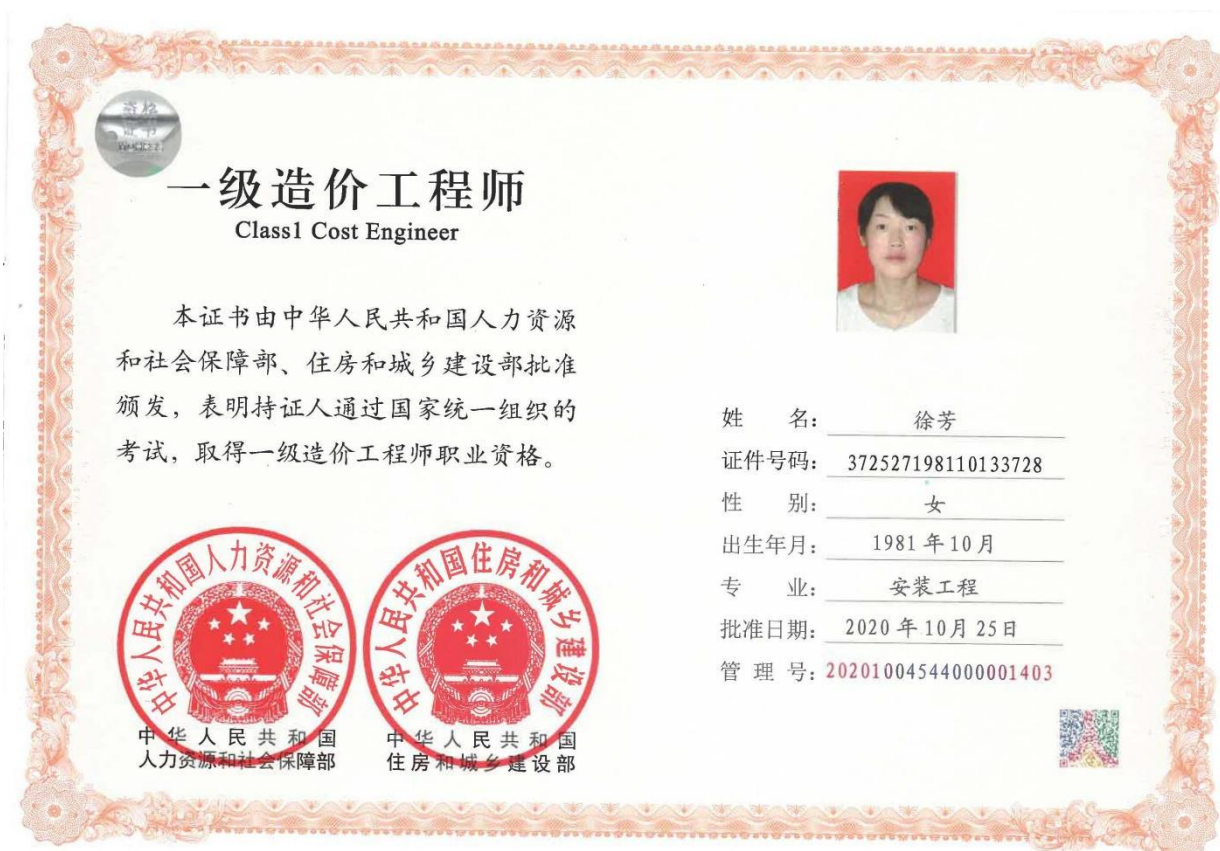 资格
证书
一级造价工程师
Class1 Cost Engineer
本证书由中华人民共和国人力资源
和社会保障部、住房和城乡建设部批准
颁发，表明持证人通过国家统一组织的
考试，取得一级造价工程师职业资格。
中华人民共和国人力资源和社会保障部
中华人民共和国住房和城乡建设部
中华人民共和国
人力资源和社会保障部
中华人民共和国
住房和城乡建设部
姓 名： 徐芳
证件号码： 372527198110133728
性 别： 女
出生年月： 1981年10月
专 业： 安装工程
批准日期： 2020年10月25日
管 理 号：20201004544000001403